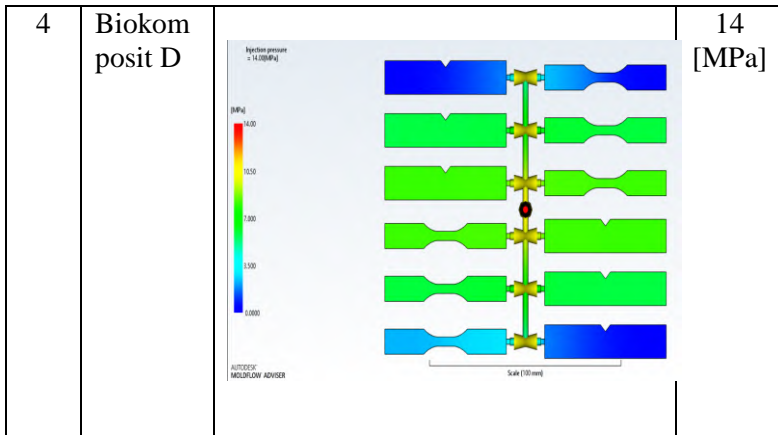 4
Biokom
posit D
Injection pressure
= 14.00[MPa]
[MPa]
14.00
10.50
7.000
3.500
0.0000
AUTODESK'
MOLDFLOW ADVISER
Scale (100 mm)
14
[MPa]